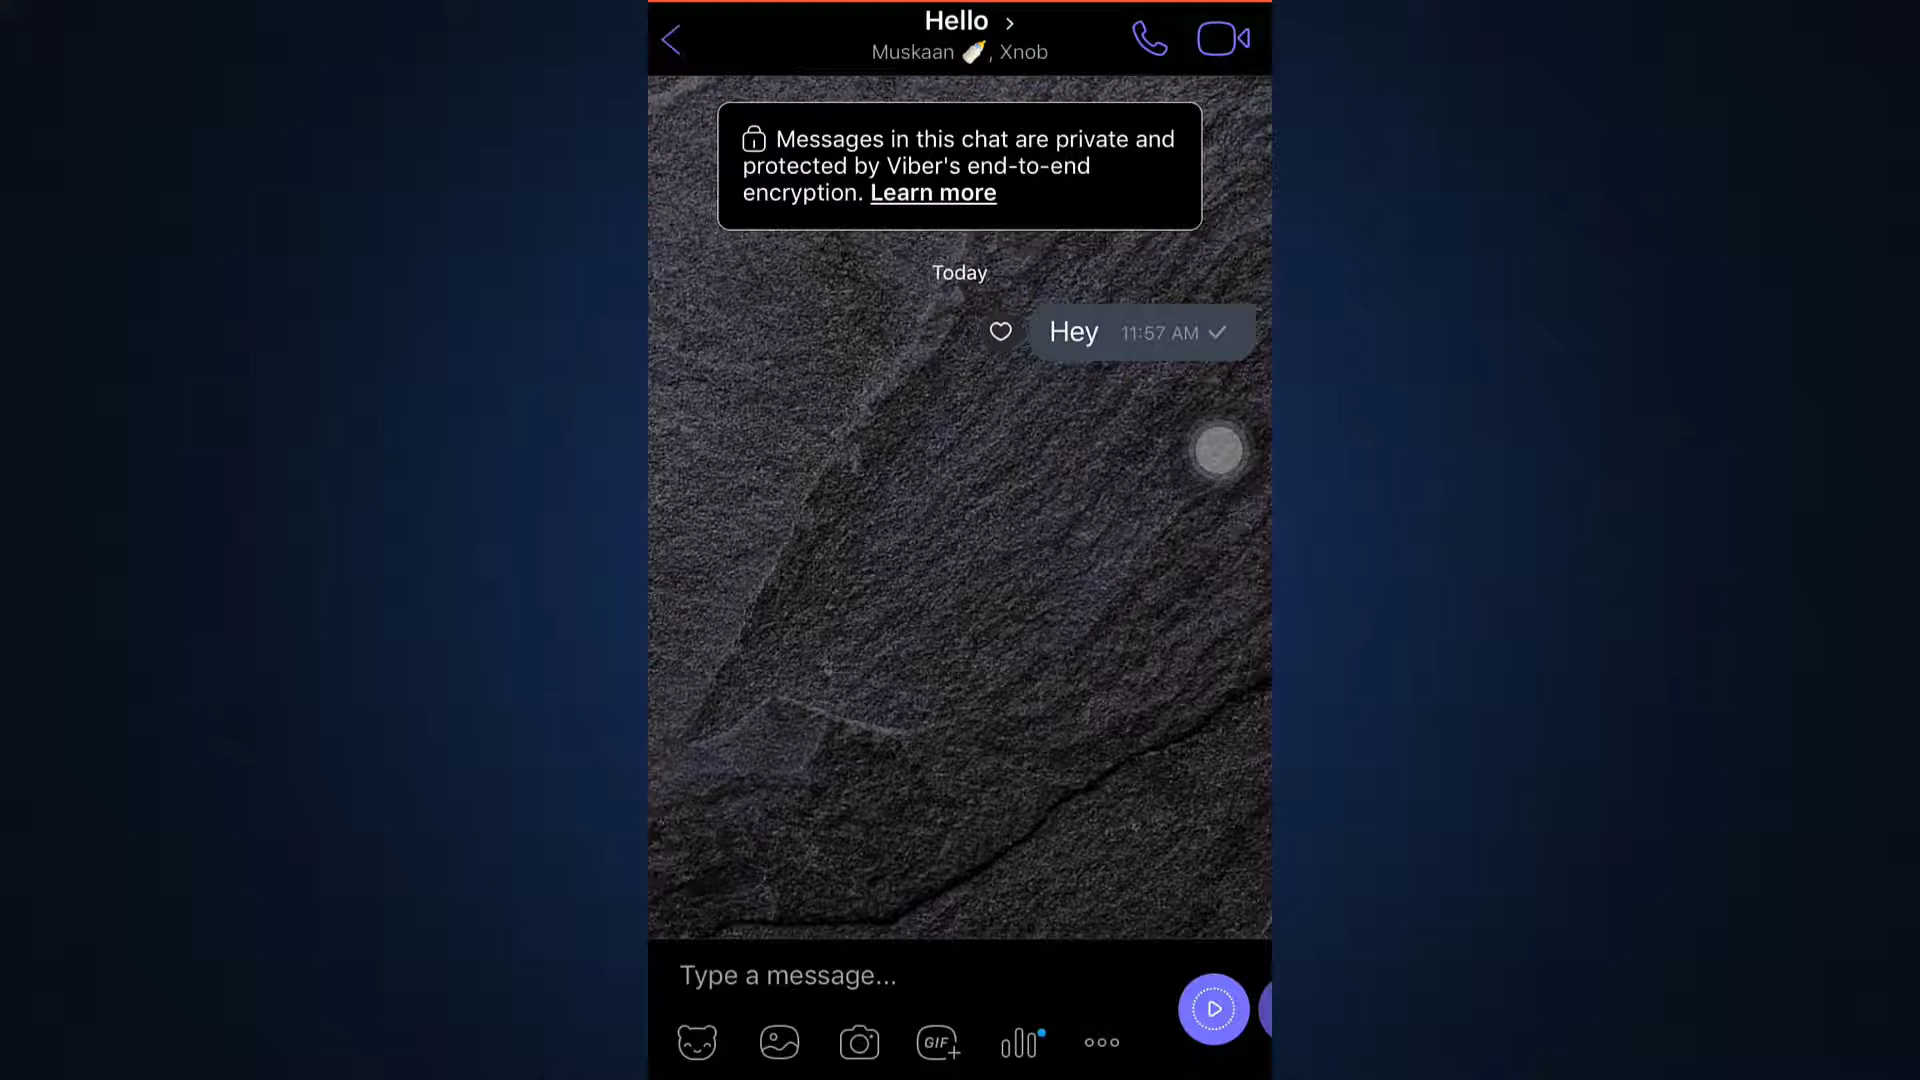 Hello
Muskaan 🍼, Xnob
Messages in this chat are private and
protected by Viber's end-to-end
encryption. Learn more
Today
Hey 11:57 AM
Type a message...
GIF